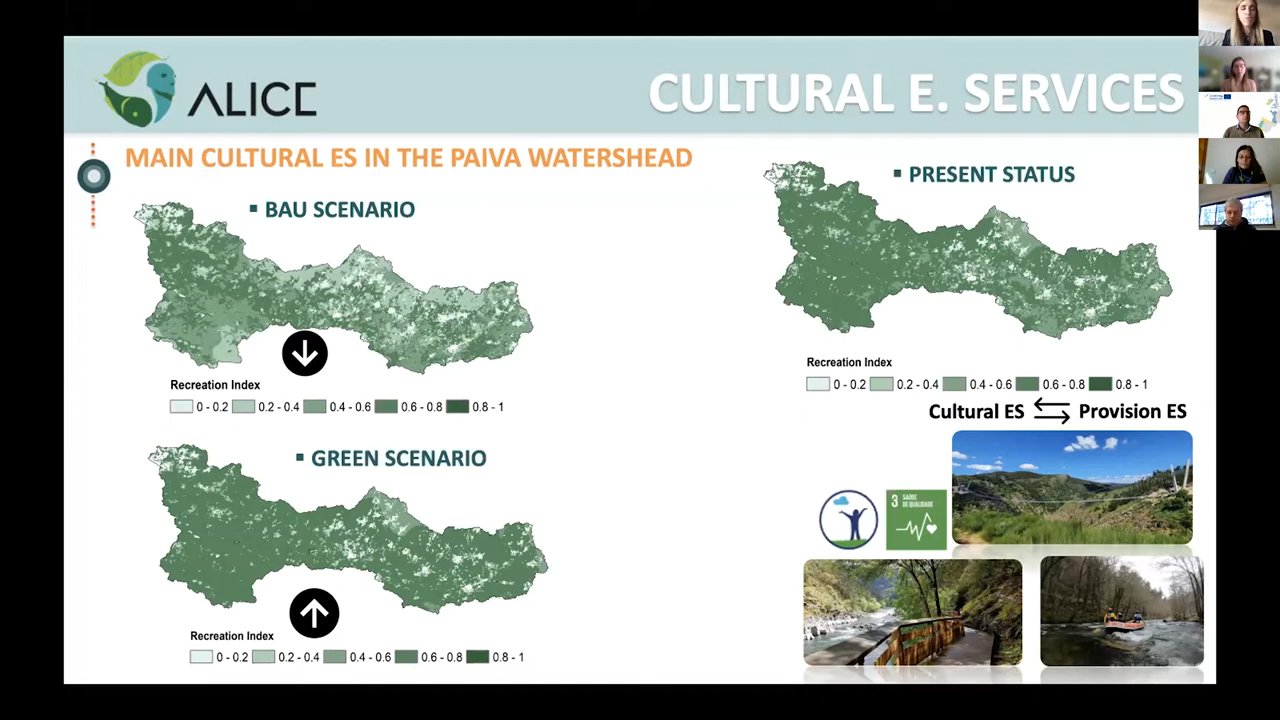 ALICE
CULTURAL E. SERVICES
MAIN CULTURAL ES IN THE PAIVA WATERSHEAD
▪ BAU SCENARIO
Recreation Index
0 - 0.2 0.2 - 0.4 0.4 - 0.6 0.6 - 0.8 0.8 - 1
▪ GREEN SCENARIO
Recreation Index
0 - 0.2 0.2 - 0.4 0.4 - 0.6 0.6 - 0.8 0.8 - 1
▪ PRESENT STATUS
Recreation Index
0 - 0.2 0.2 - 0.4 0.4 - 0.6 0.6 - 0.8 0.8 - 1
Cultural ES Provision ES
3 SAÚDE
DE QUALIDADE